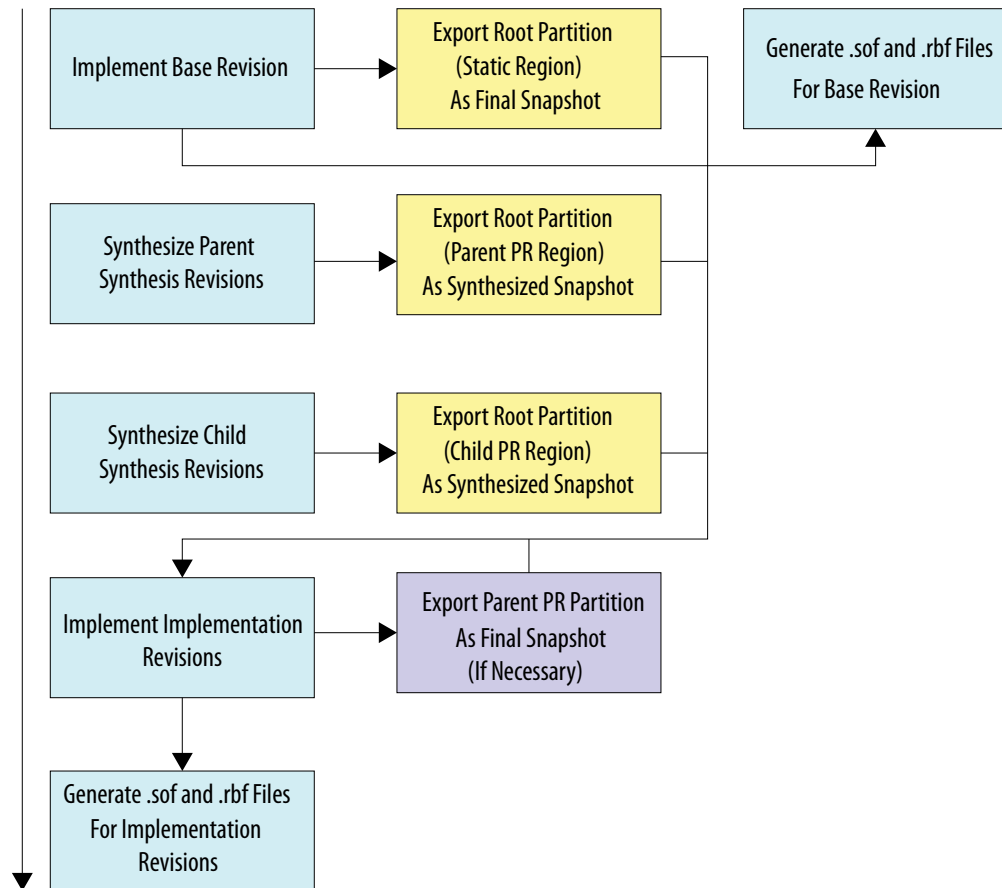 Implement Base Revision
Export Root Partition
(Static Region)
As Final Snapshot
Generate .sof and .rbf Files
For Base Revision
Synthesize Parent
Synthesis Revisions
Export Root Partition
(Parent PR Region)
As Synthesized Snapshot
Synthesize Child
Synthesis Revisions
Export Root Partition
(Child PR Region)
As Synthesized Snapshot
Implement Implementation
Revisions
Export Parent PR Partition
As Final Snapshot
(If Necessary)
Generate .sof and .rbf Files
For Implementation
Revisions